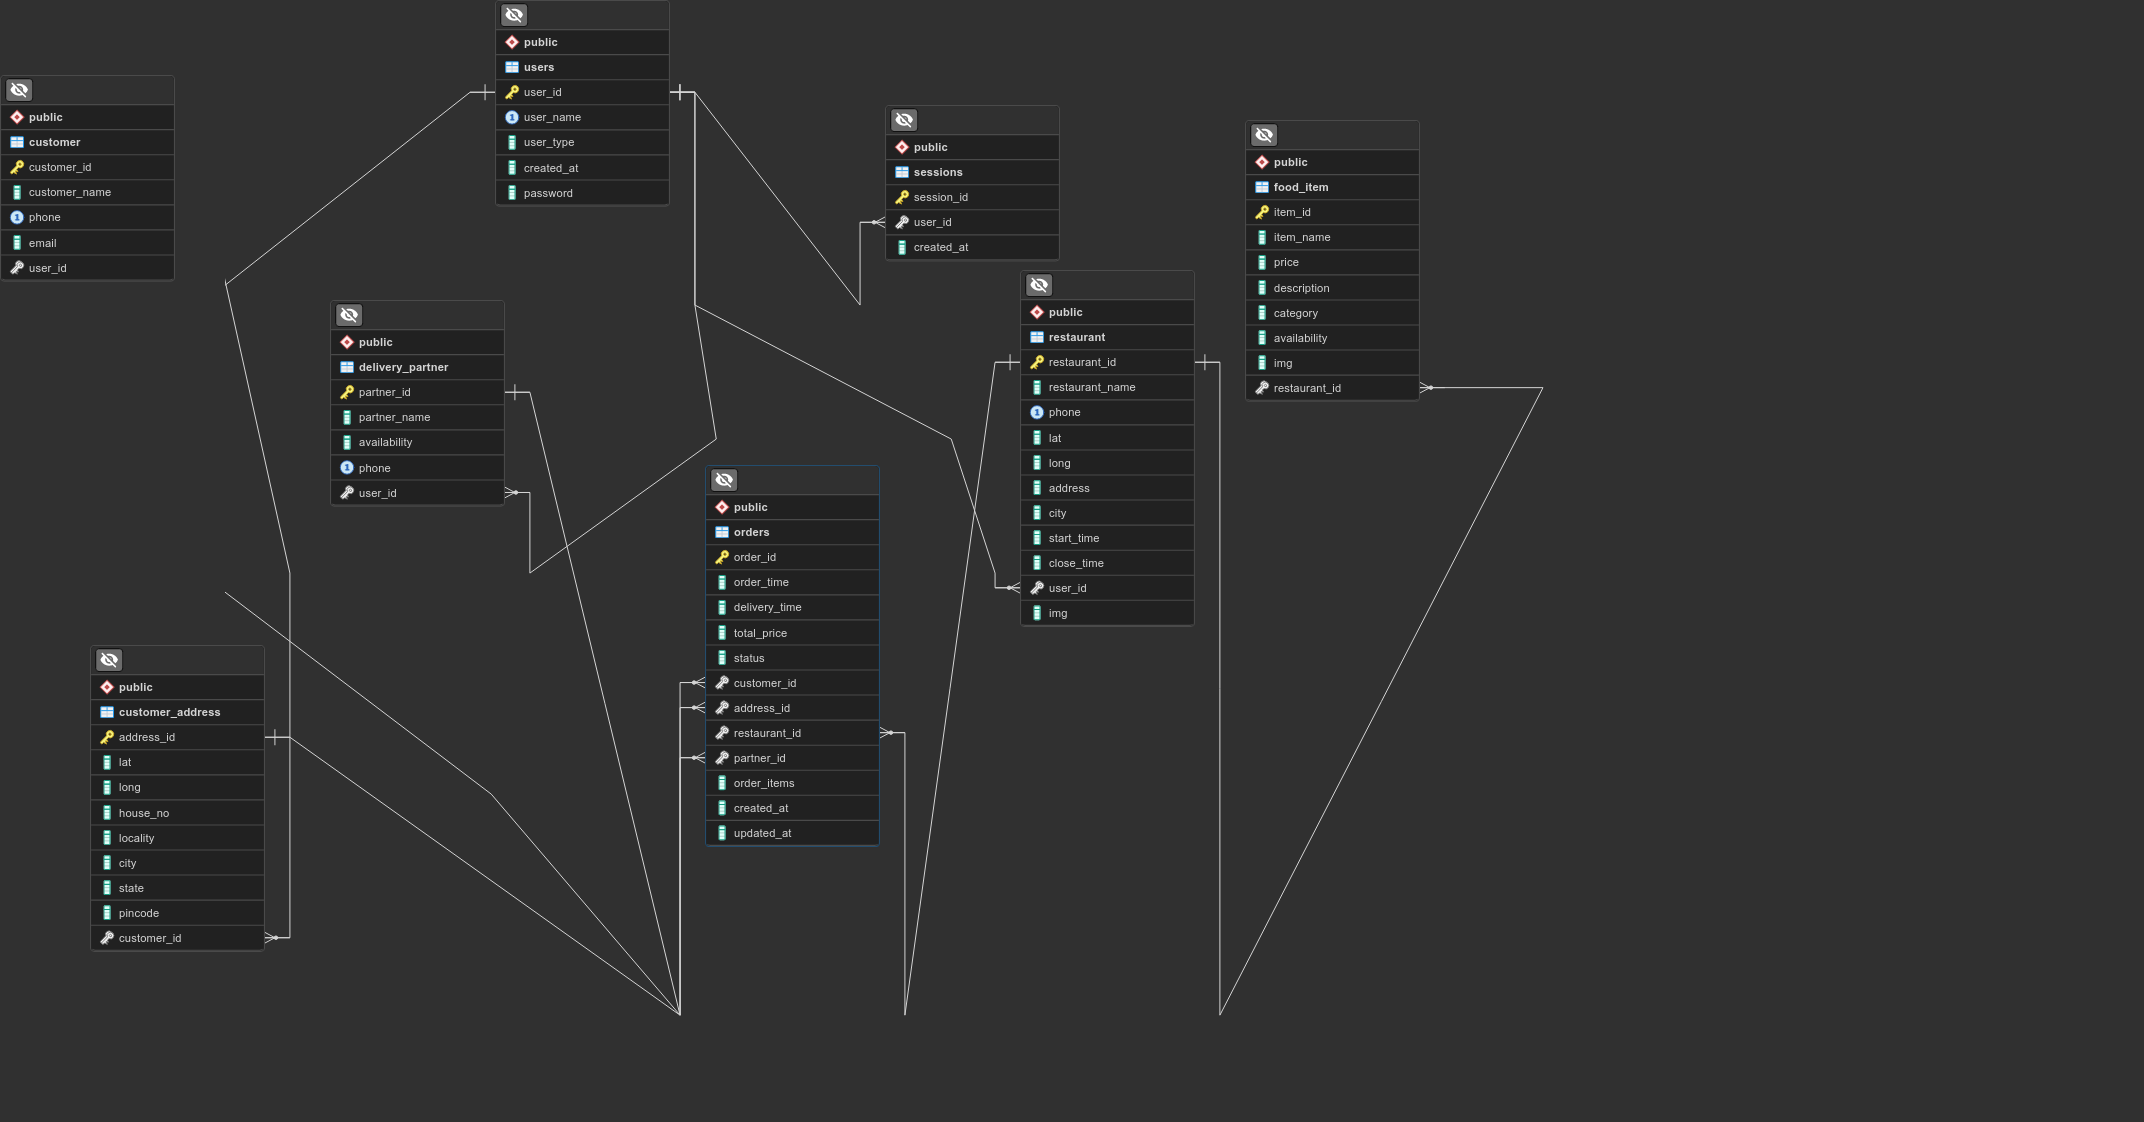 public
users
user_id
user_name
user_type
created_at
password
public
customer
customer_id
customer_name
phone
email
user_id
public
sessions
session_id
user_id
created_at
public
food_item
item_id
item_name
price
description
category
availability
img
restaurant_id
public
restaurant
restaurant_id
restaurant_name
phone
lat
long
address
city
start_time
close_time
user_id
img
public
delivery_partner
partner_id
partner_name
availability
phone
user_id
public
orders
order_id
order_time
delivery_time
total_price
status
customer_id
address_id
restaurant_id
partner_id
order_items
created_at
updated_at
public
customer_address
address_id
lat
long
house_no
locality
city
state
pincode
customer_id